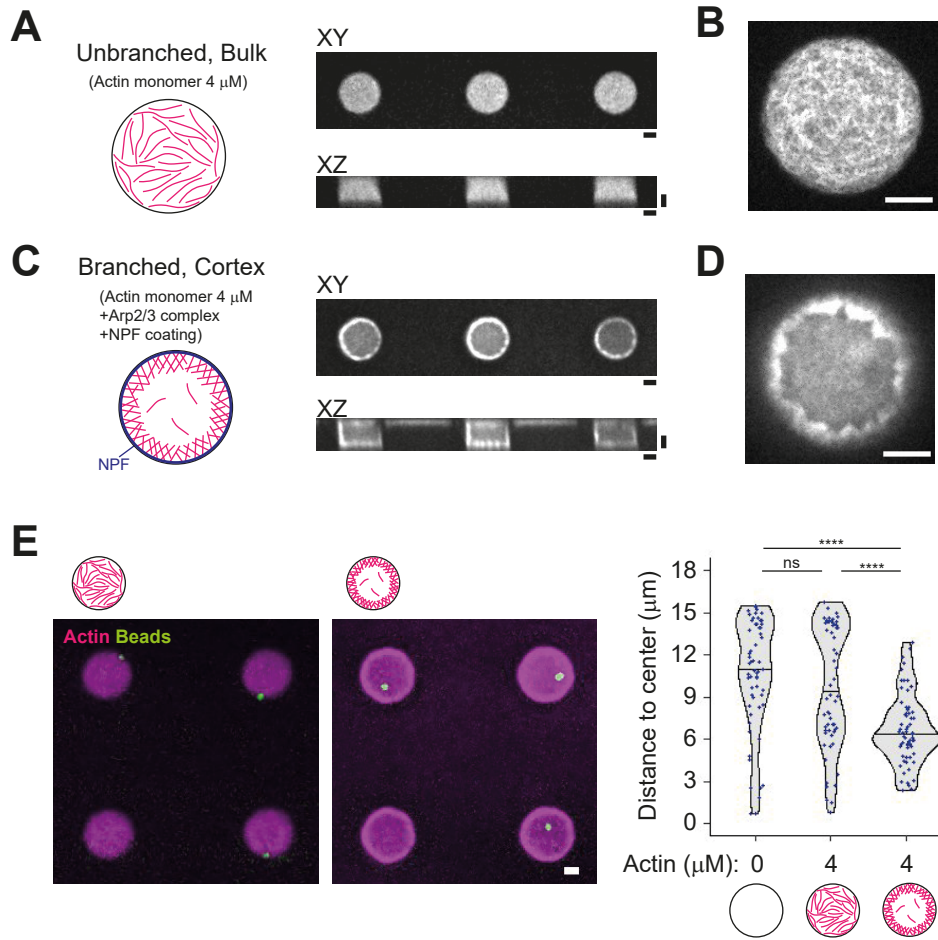 A
Unbranched, Bulk
(Actin monomer 4 μM)
XY
XZ
B
C
Branched, Cortex
(Actin monomer 4 μM
+Arp2/3 complex
+NPF coating)
NPF
XY
XZ
D
E
Actin Beads
Distance to center (μm)
18
15
12
9
6
3
0
****
ns
****
Actin (μM): 0 4 4